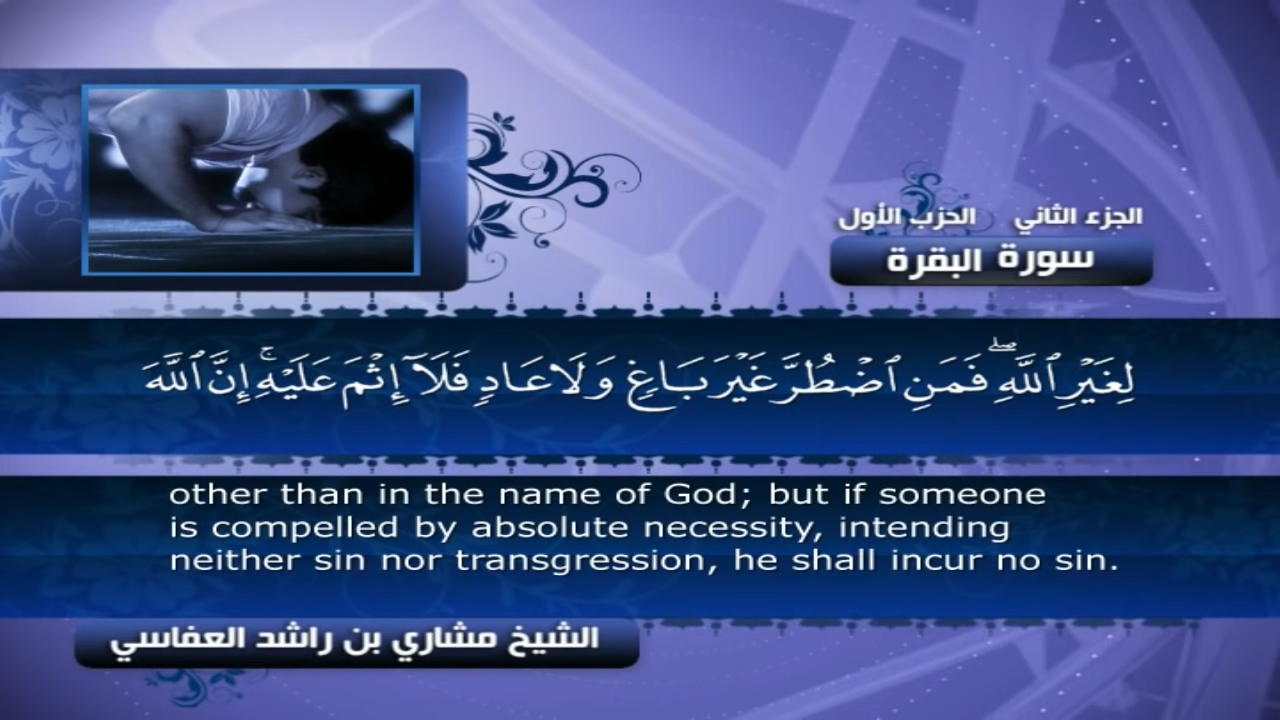 الجزء الثاني الحزب الأول
سورة البقرة
لِغَيْرِ ٱللَّهِ ۖ فَمَنِ ٱضْطُرَّ غَيْرَ بَاغٍ وَلَا عَادٍ فَلَآ إِثْمَ عَلَيْهِ ۚ إِنَّ ٱللَّهَ
other than in the name of God; but if someone
is compelled by absolute necessity, intending
neither sin nor transgression, he shall incur no sin.
الشيخ مشاري بن راشد العفاسي